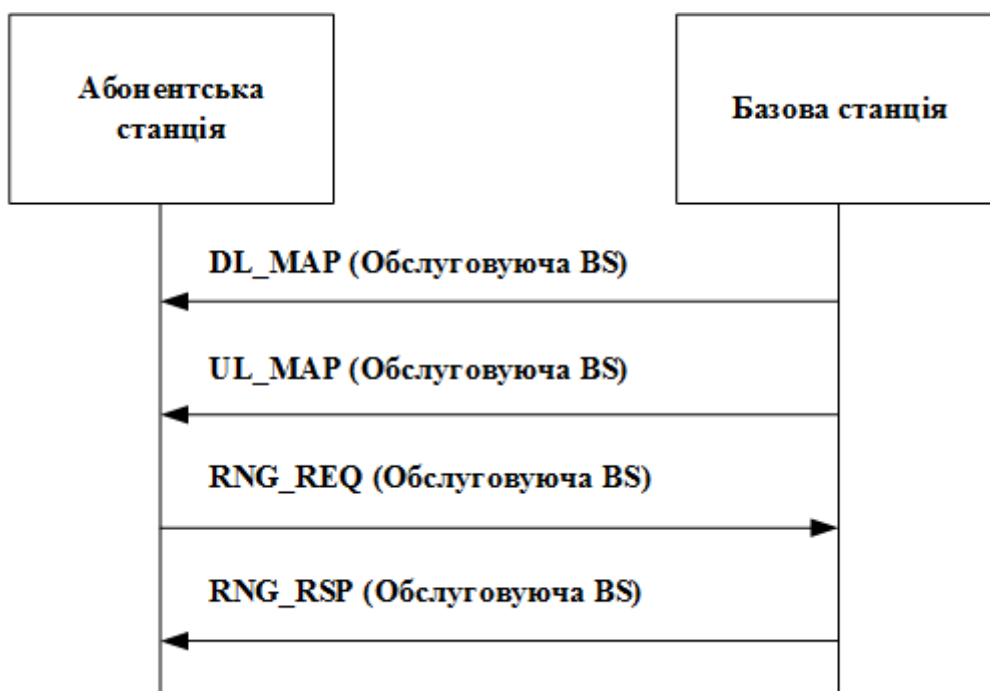 Абонентська
станція
Базова станція
DL_MAP (Обслуговуюча BS)
UL_MAP (Обслуговуюча BS)
RNG_REQ (Обслуговуюча BS)
RNG_RSP (Обслуговуюча BS)